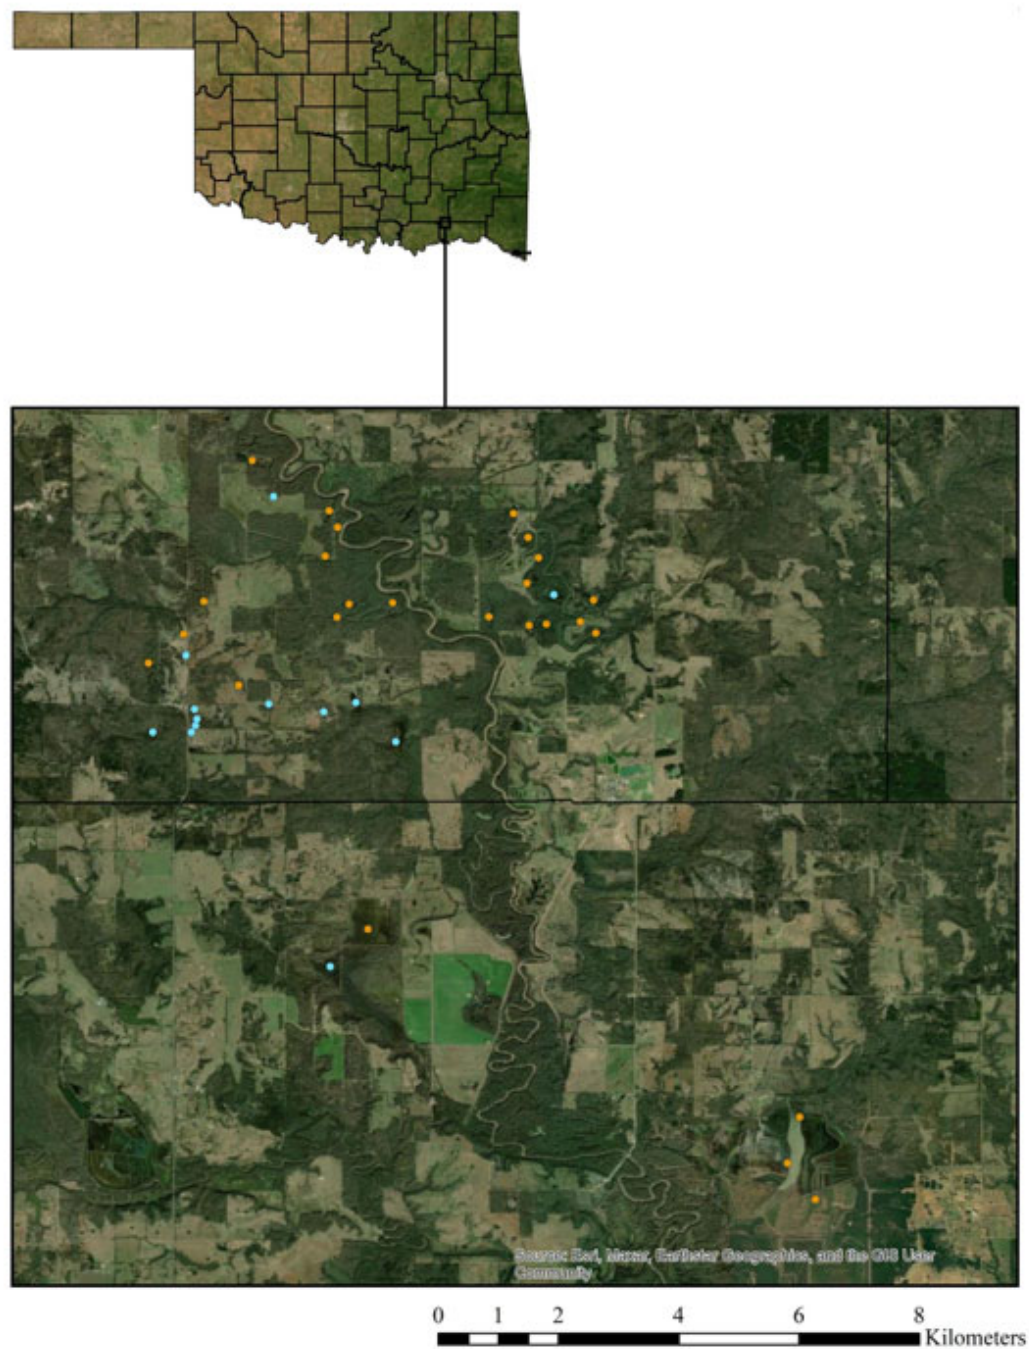 Source: Esri, Maxar, Earthstar Geographics, and the GIS User
Community
0 1 2 4 6 8
Kilometers